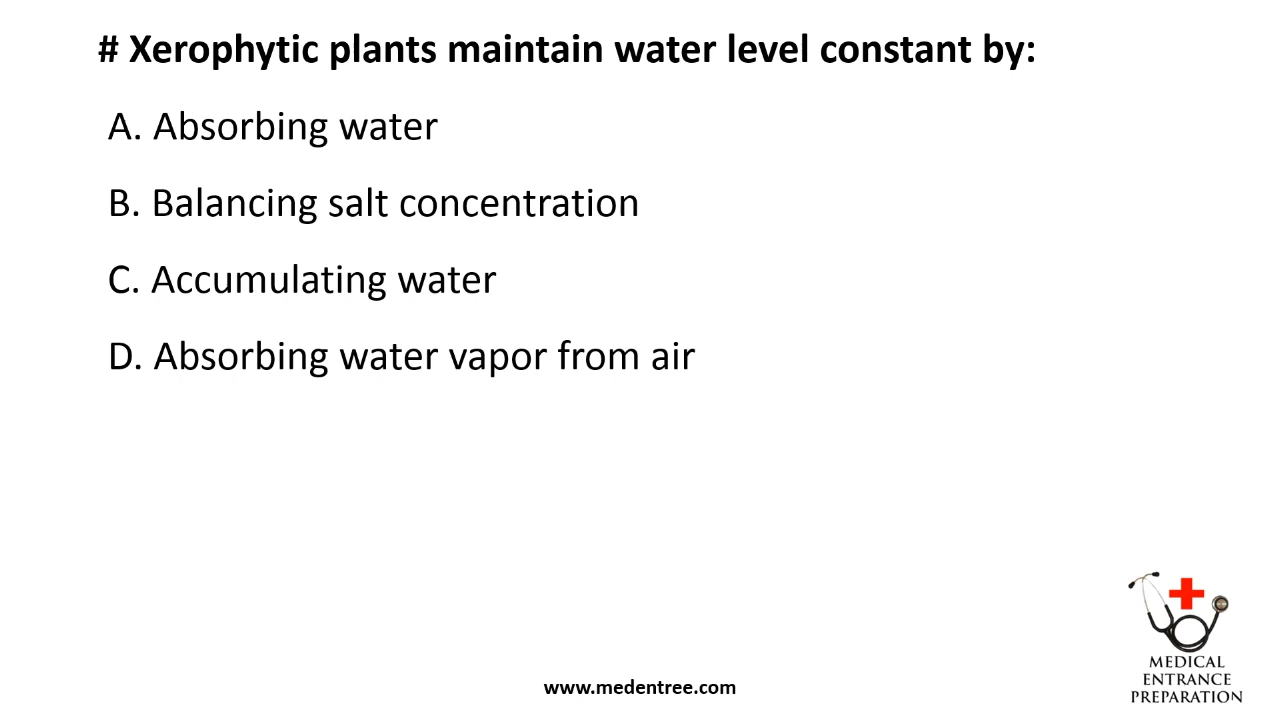 # Xerophytic plants maintain water level constant by:
A. Absorbing water
B. Balancing salt concentration
C. Accumulating water
D. Absorbing water vapor from air
MEDICAL
ENTRANCE
PREPARATION
www.medentree.com